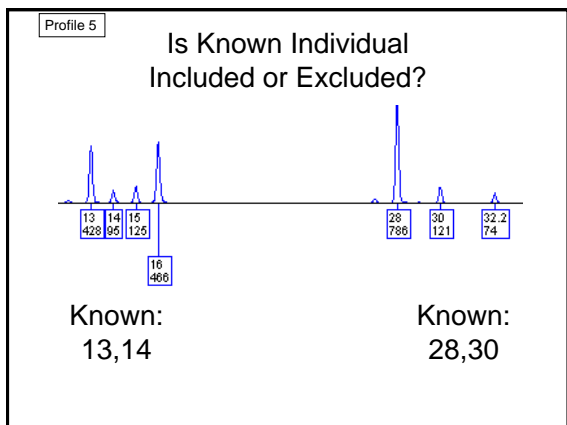 Profile 5
Is Known Individual
Included or Excluded?
13 14 15 28 30 32.2
428 95 125 786 121 74
16
466
Known: Known:
13,14 28,30